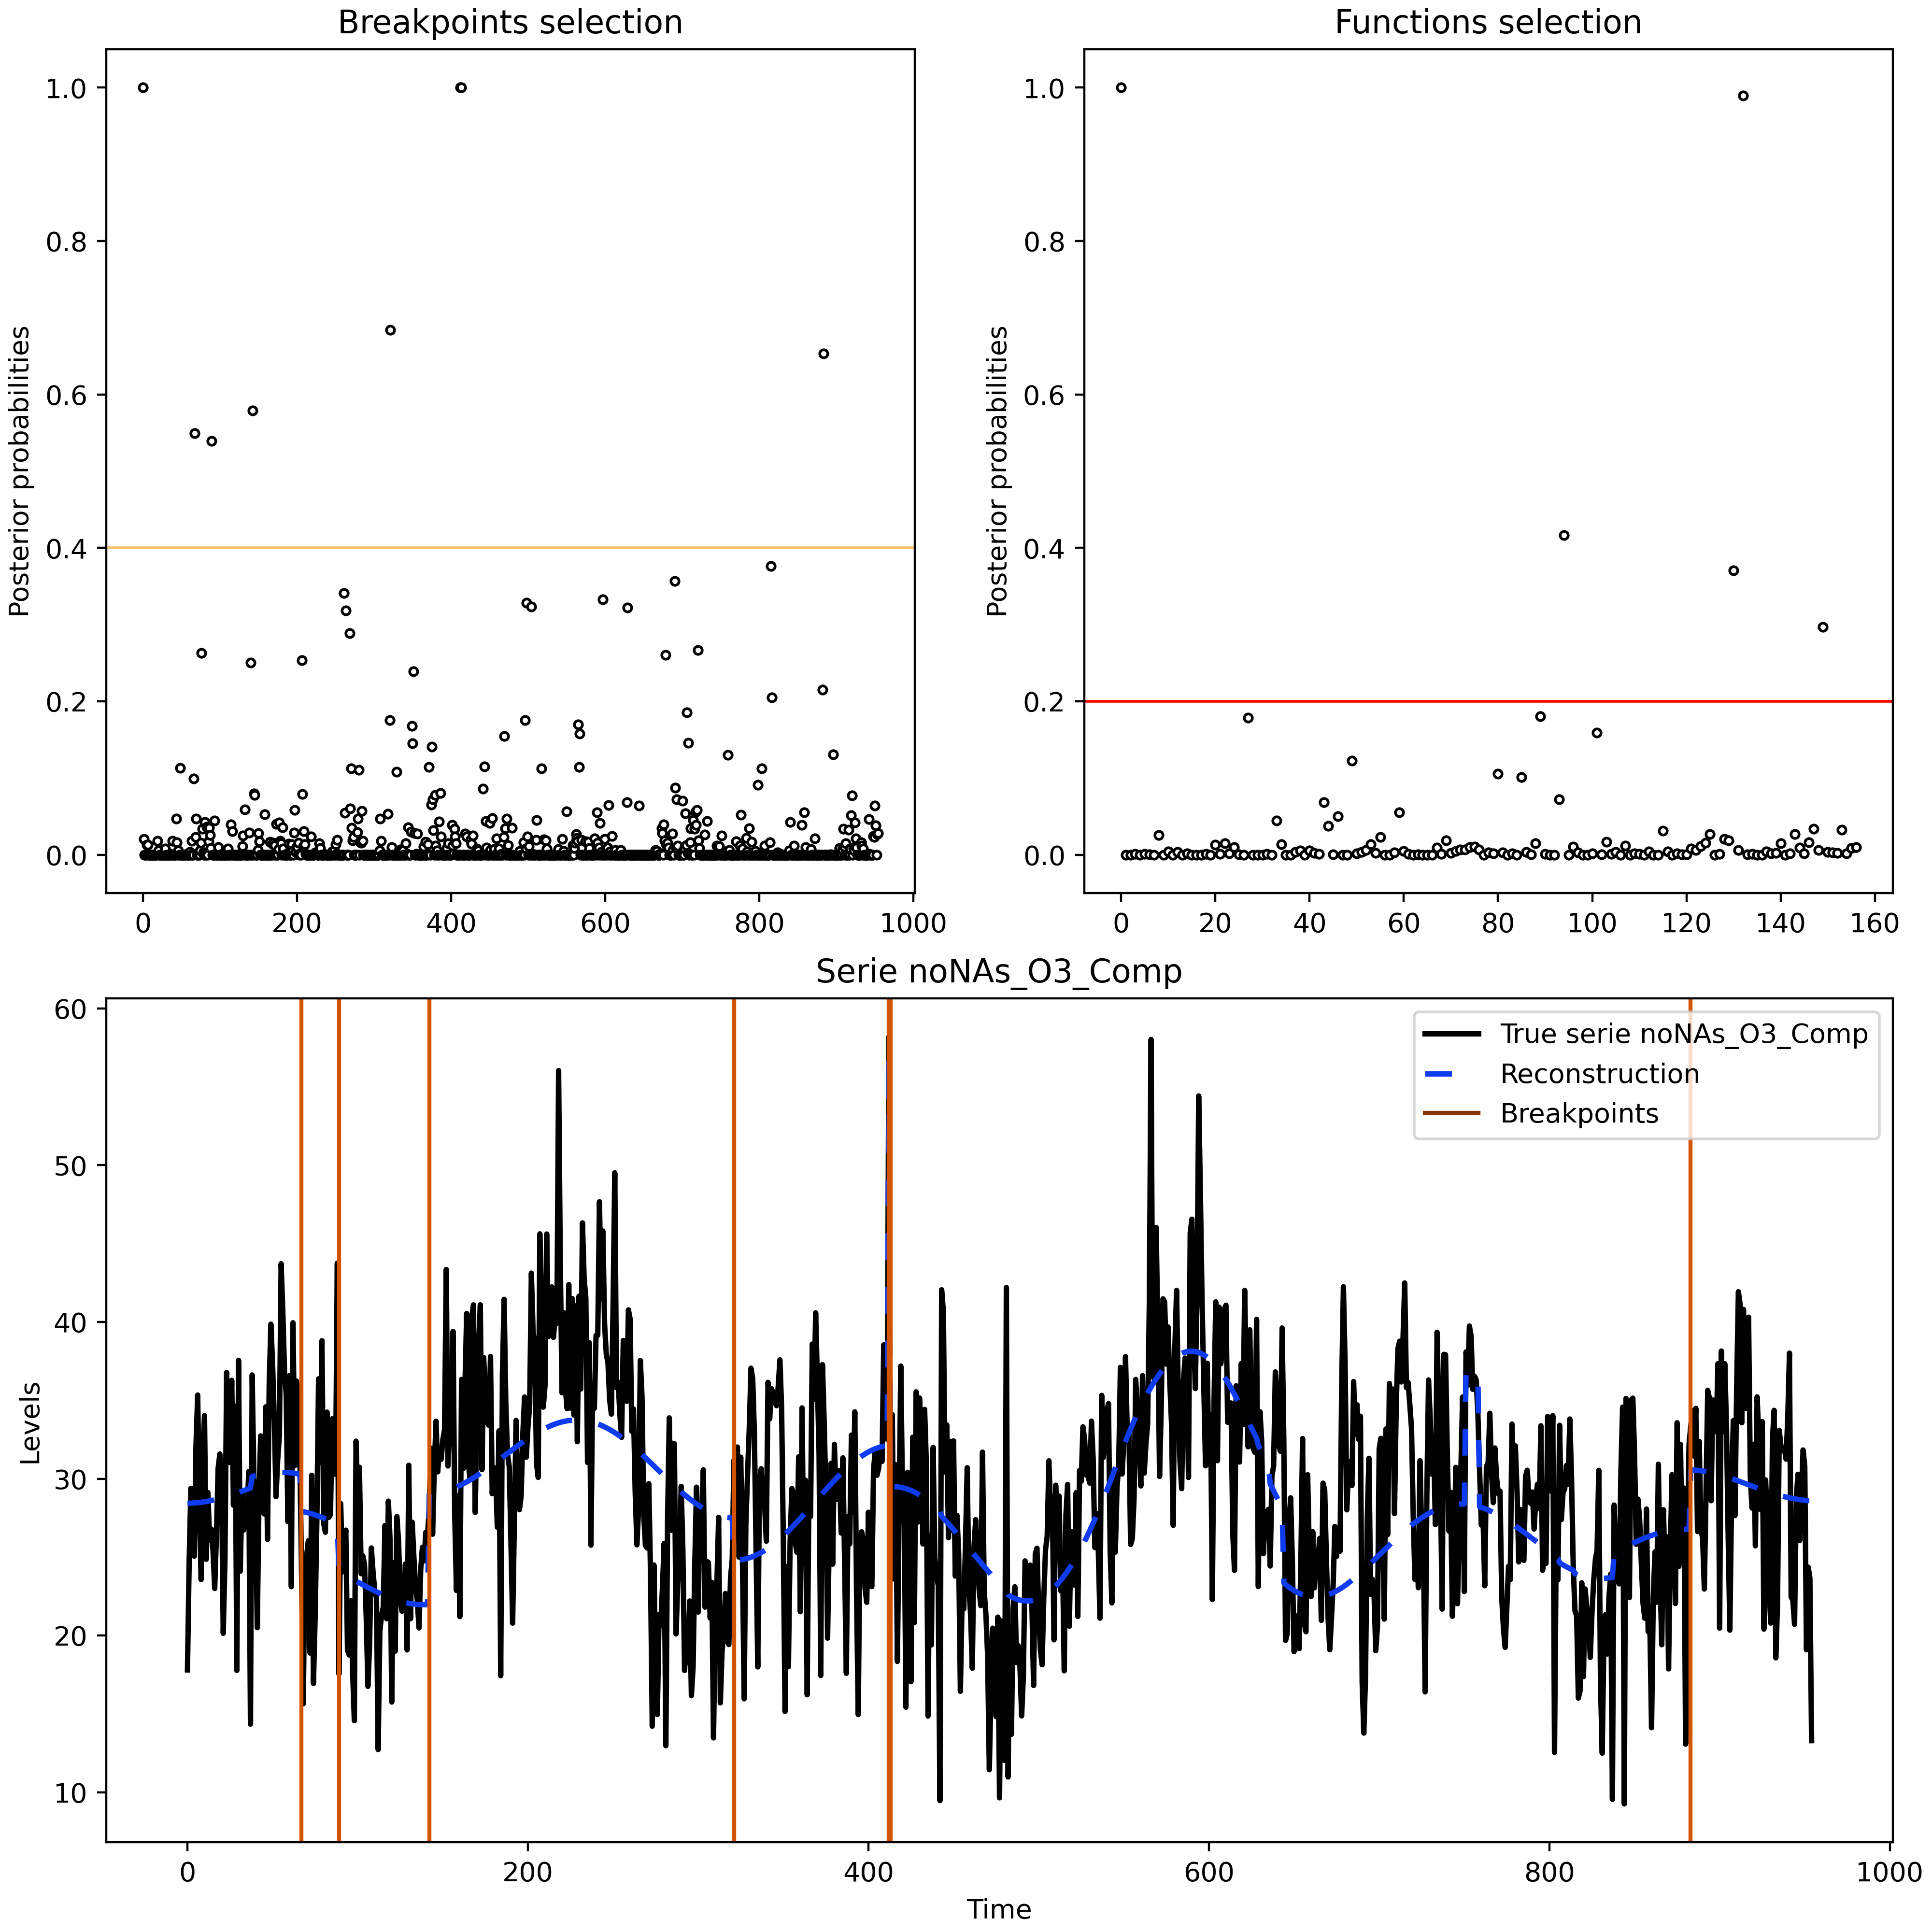 Breakpoints selection
Functions selection
Posterior probabilities
1.0
0.8
0.6
0.4
0.2
0.0
0 200 400 600 800 1000
Posterior probabilities
1.0
0.8
0.6
0.4
0.2
0.0
0 20 40 60 80 100 120 140 160
Serie noNAs_O3_Comp
Levels
60
50
40
30
20
10
True serie noNAs_O3_Comp
Reconstruction
Breakpoints
0 200 400 600 800 1000
Time